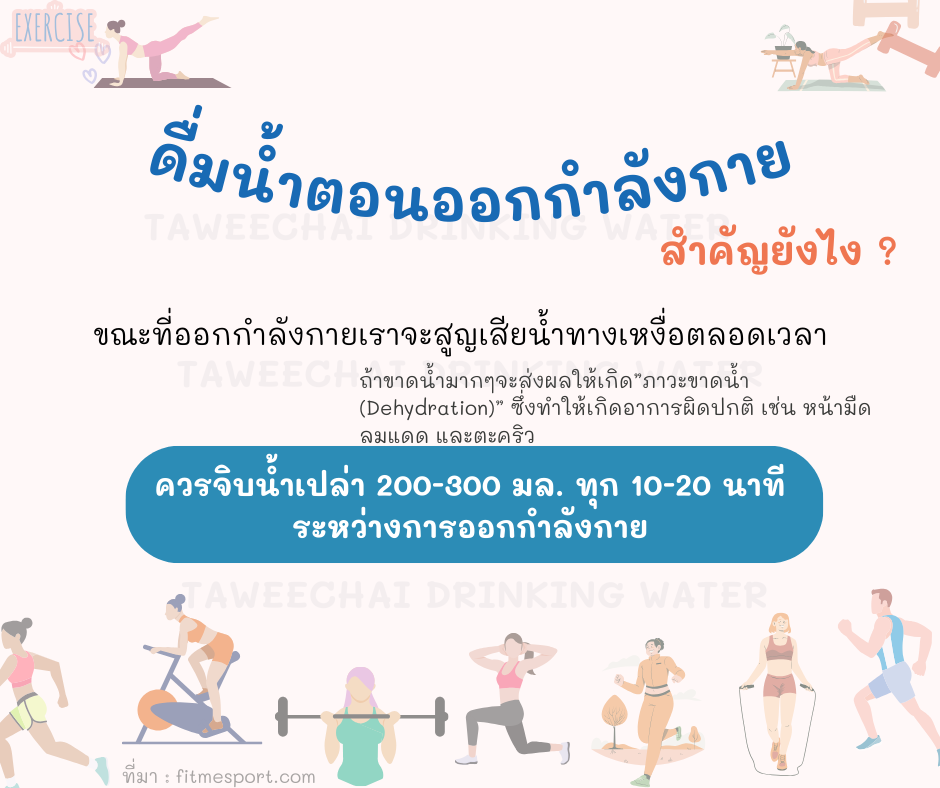 EXERCISE
ดื่มน้ำตอนออกกำลังกาย
TAWEECHAI DRINKING WATER
สำคัญยังไง ?
ขณะที่ออกกำลังกายเราจะสูญเสียน้ำทางเหงื่อตลอดเวลา
TAWEECHAI DRINKING WATER
ถ้าขาดน้ำมากๆจะส่งผลให้เกิด”ภาวะขาดน้ำ
(Dehydration)” ซึ่งทำให้เกิดอาการผิดปกติ เช่น หน้ามืด
ลมแดด และตะคริว
ควรจิบน้ำเปล่า 200-300 มล. ทุก 10-20 นาที
ระหว่างการออกกำลังกาย
TAWEECHAI DRINKING WATER
ที่มา : fitmesport.com